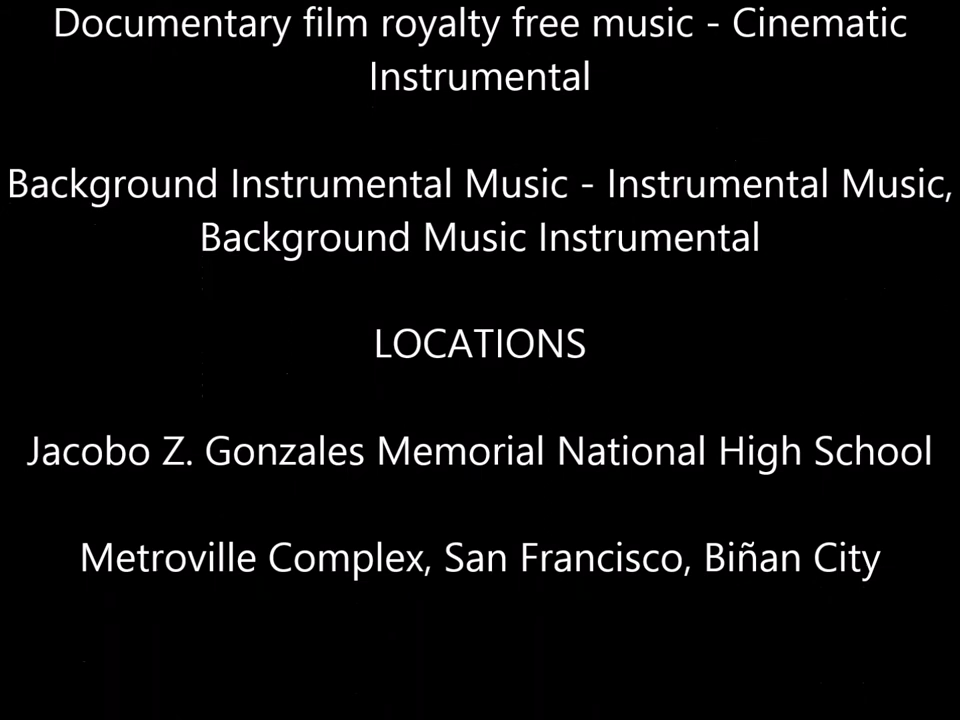 Documentary film royalty free music - Cinematic
Instrumental
Background Instrumental Music - Instrumental Music,
Background Music Instrumental
LOCATIONS
Jacobo Z. Gonzales Memorial National High School
Metroville Complex, San Francisco, Biñan City